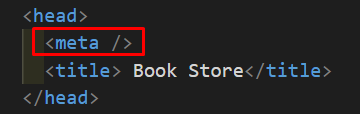 <head>
<meta />
<title> Book Store</title>
</head>